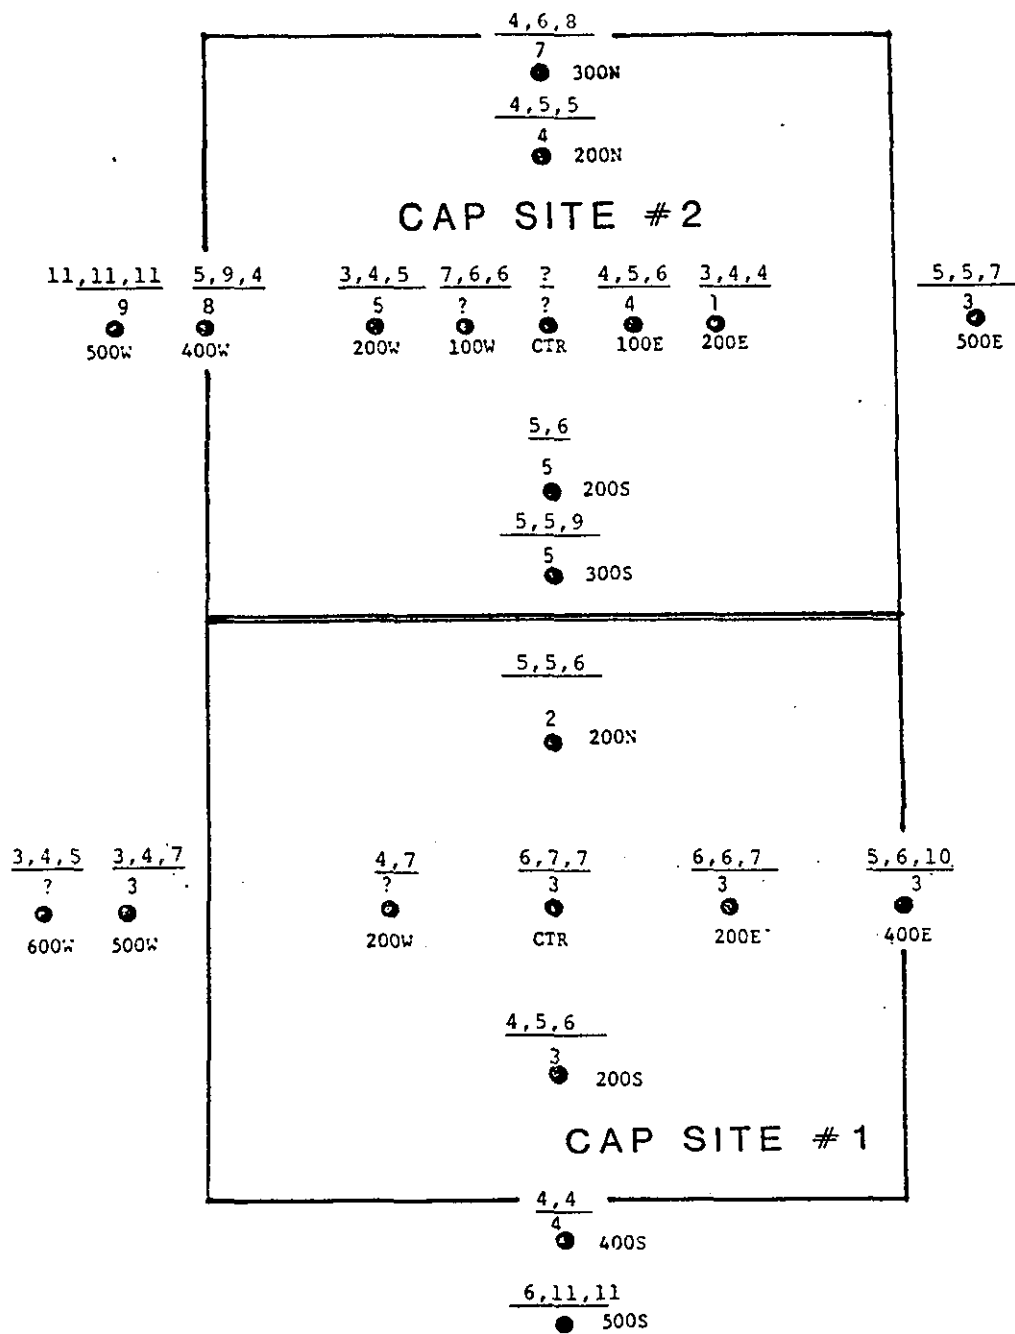 4,6,8
7
300N
4,5,5
4
200N
CAP SITE #2
11,11,11 5,9,4 3,4,5 7,6,6 ? 4,5,6 3,4,4 5,5,7
9 8 5 ? ? 4 1 3
500W 400W 200W 100W CTR 100E 200E 500E
5,6
5
200S
5,5,9
5
300S
5,5,6
2
200N
3,4,5 3,4,7 4,7 6,7,7 6,6,7 5,6,10
? 3 ? 3 3 3
600W 500W 200W CTR 200E 400E
4,5,6
3
200S
CAP SITE #1
4,4
4
400S
6,11,11
500S